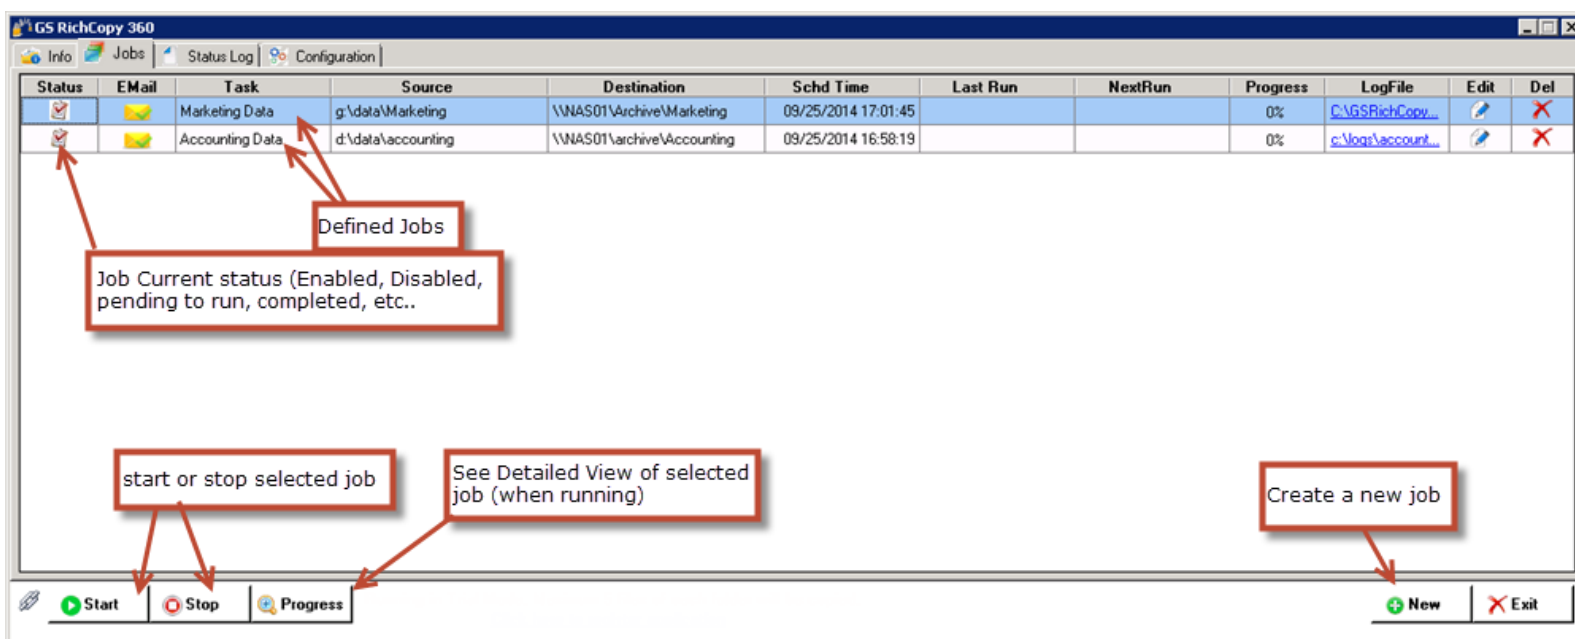 GS RichCopy 360
Info Jobs Status Log Configuration
Status EMail Task Source Destination Schd Time Last Run NextRun Progress LogFile Edit Del
Marketing Data g:\data\Marketing \\NAS01\Archive\Marketing 09/25/2014 17:01:45 0% C:\GSRichCopy...
Accounting Data d:\data\accounting \\NAS01\archive\Accounting 09/25/2014 16:58:19 0% c:\logs\account...
Defined Jobs
Job Current status (Enabled, Disabled,
pending to run, completed, etc..
start or stop selected job
See Detailed View of selected
job (when running)
Create a new job
Start Stop Progress New Exit